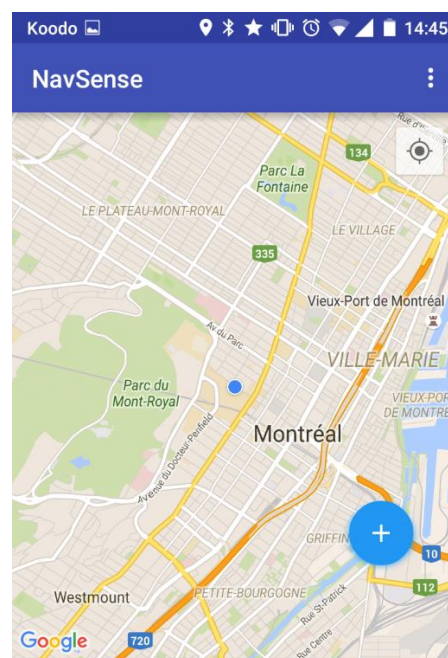 Koodo 14:45
NavSense
134
Parc La
Fontaine
LE PLATEAU-MONT-ROYAL
LE VILLAGE
335
Vieux-Port de Montréal
Av du Parc
VILLE-MARIE
Parc du
Mont-Royal
VIEUX-POR
DE MONTRÉ
Avenue du Docteur-Penfield
Montréal
+
GRIFFIN
10
112
Westmount
PETITE-BOURGOGNE
Rue St-Patrick
Rue Centre
Google
720